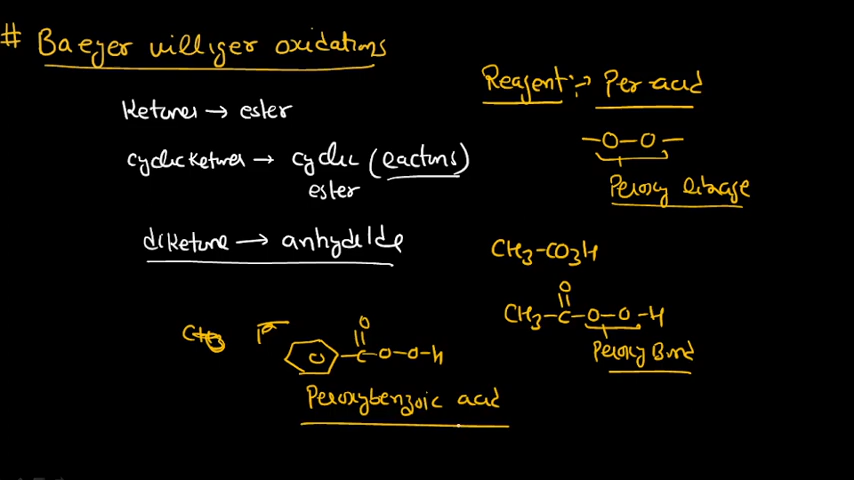 # Baeyer villiger oxidations
Ketones → ester
cyclic ketones → cyclic (lactons)
ester
diketone → anhydride
Reagent :- Per acid
-O-O-
Peroxy linkage
CH3-CO3H
O
CH3-C-O-O-H
Peroxy Bond
CH3
O
C-O-O-H
Peroxybenzoic acid